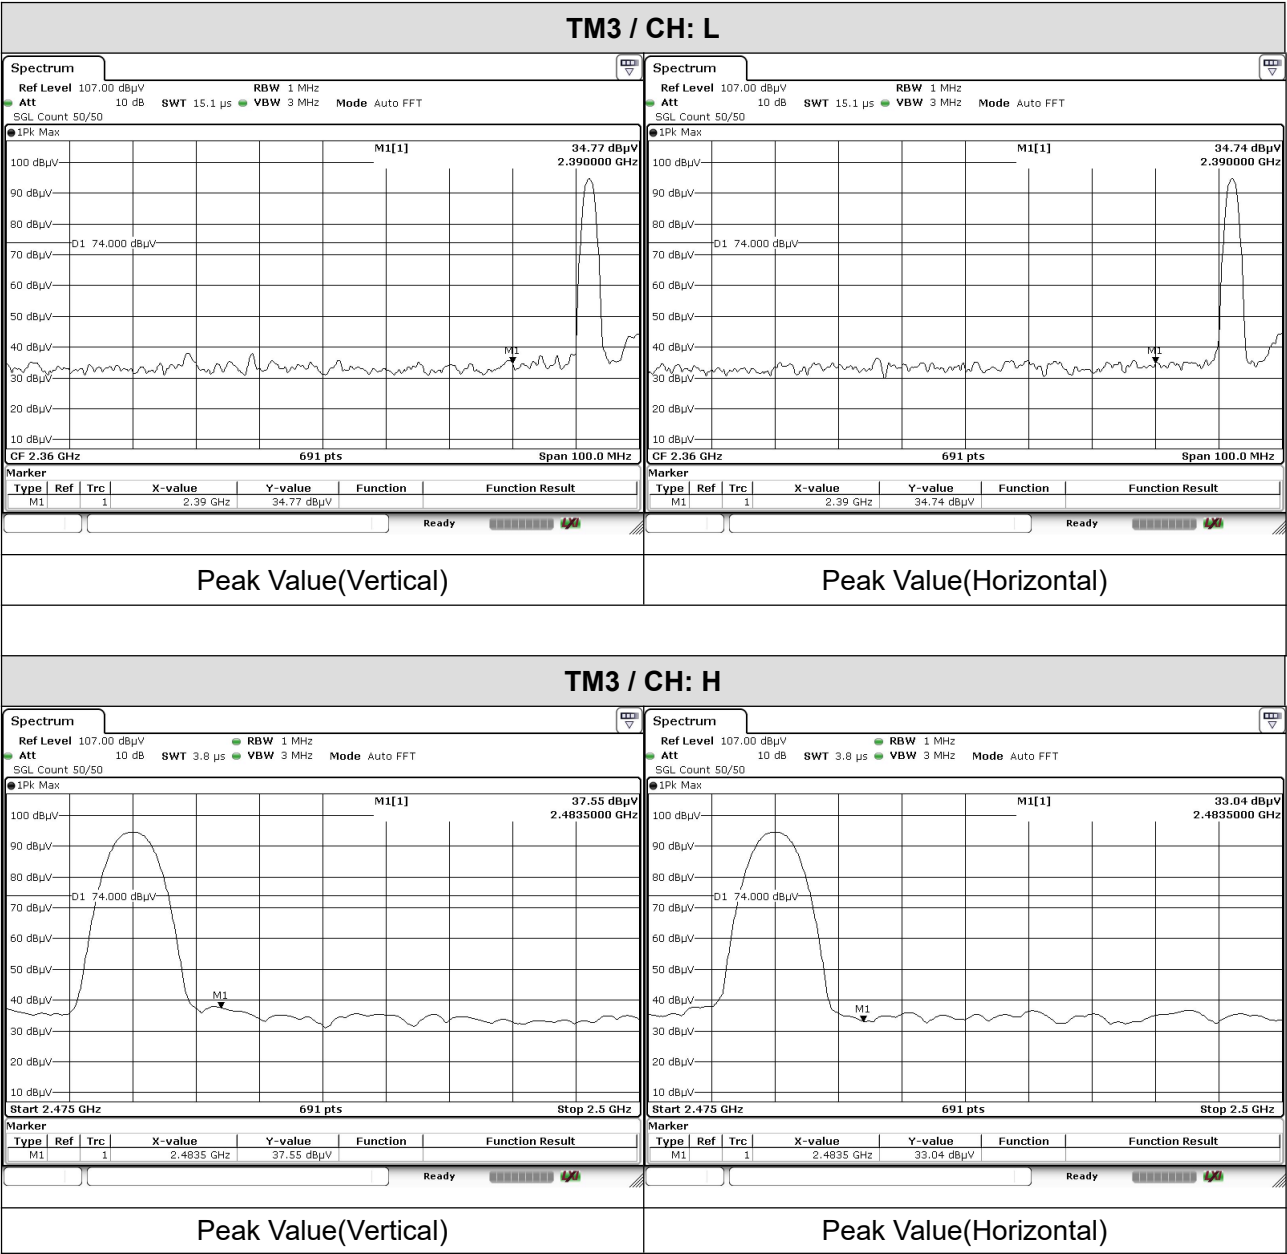 TM3 / CH: L
Spectrum
Ref Level 107.00 dBµV RBW 1 MHz
Att 10 dB SWT 15.1 µs VBW 3 MHz Mode Auto FFT
SGL Count 50/50
1Pk Max
M1[1] 34.77 dBµV
2.390000 GHz
100 dBµV
90 dBµV
80 dBµV
D1 74.000 dBµV
70 dBµV
60 dBµV
50 dBµV
40 dBµV
M1
30 dBµV
20 dBµV
10 dBµV
CF 2.36 GHz 691 pts Span 100.0 MHz
Marker
Type Ref Trc X-value Y-value Function Function Result
M1 1 2.39 GHz 34.77 dBµV
Ready LXI
Peak Value(Vertical)
Spectrum
Ref Level 107.00 dBµV RBW 1 MHz
Att 10 dB SWT 15.1 µs VBW 3 MHz Mode Auto FFT
SGL Count 50/50
1Pk Max
M1[1] 34.74 dBµV
2.390000 GHz
100 dBµV
90 dBµV
80 dBµV
D1 74.000 dBµV
70 dBµV
60 dBµV
50 dBµV
40 dBµV
M1
30 dBµV
20 dBµV
10 dBµV
CF 2.36 GHz 691 pts Span 100.0 MHz
Marker
Type Ref Trc X-value Y-value Function Function Result
M1 1 2.39 GHz 34.74 dBµV
Ready LXI
Peak Value(Horizontal)
TM3 / CH: H
Spectrum
Ref Level 107.00 dBµV RBW 1 MHz
Att 10 dB SWT 3.8 µs VBW 3 MHz Mode Auto FFT
SGL Count 50/50
1Pk Max
M1[1] 37.55 dBµV
2.4835000 GHz
100 dBµV
90 dBµV
80 dBµV
D1 74.000 dBµV
70 dBµV
60 dBµV
50 dBµV
40 dBµV
M1
30 dBµV
20 dBµV
10 dBµV
Start 2.475 GHz 691 pts Stop 2.5 GHz
Marker
Type Ref Trc X-value Y-value Function Function Result
M1 1 2.4835 GHz 37.55 dBµV
Ready LXI
Peak Value(Vertical)
Spectrum
Ref Level 107.00 dBµV RBW 1 MHz
Att 10 dB SWT 3.8 µs VBW 3 MHz Mode Auto FFT
SGL Count 50/50
1Pk Max
M1[1] 33.04 dBµV
2.4835000 GHz
100 dBµV
90 dBµV
80 dBµV
D1 74.000 dBµV
70 dBµV
60 dBµV
50 dBµV
40 dBµV
M1
30 dBµV
20 dBµV
10 dBµV
Start 2.475 GHz 691 pts Stop 2.5 GHz
Marker
Type Ref Trc X-value Y-value Function Function Result
M1 1 2.4835 GHz 33.04 dBµV
Ready LXI
Peak Value(Horizontal)